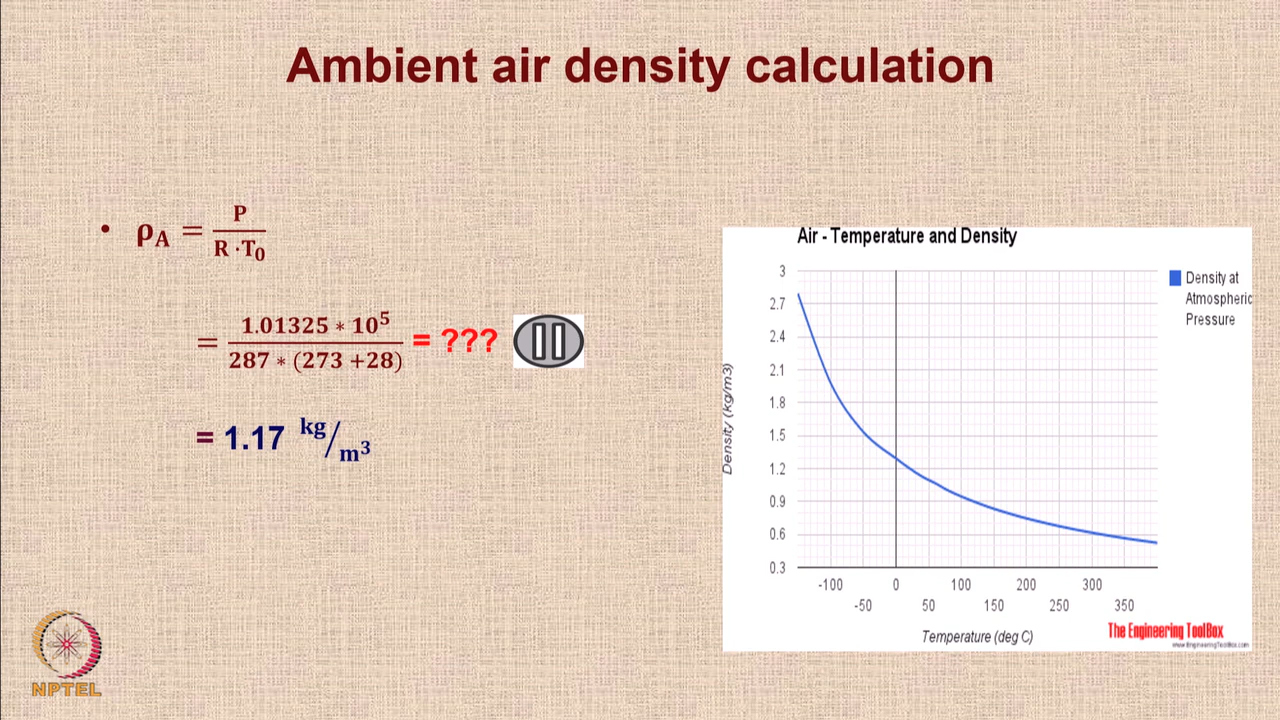 Ambient air density calculation
• ρA = P / R ·T0
= 1.01325 * 10^5 / 287 * (273 +28) = ???
= 1.17 kg/m³
Air - Temperature and Density
Density at
Atmospheric
Pressure
Density (kg/m3)
3
2.7
2.4
2.1
1.8
1.5
1.2
0.9
0.6
0.3
-100 0 100 200 300
-50 50 150 250 350
Temperature (deg C)
The Engineering ToolBox
www.EngineeringToolBox.com
NPTEL